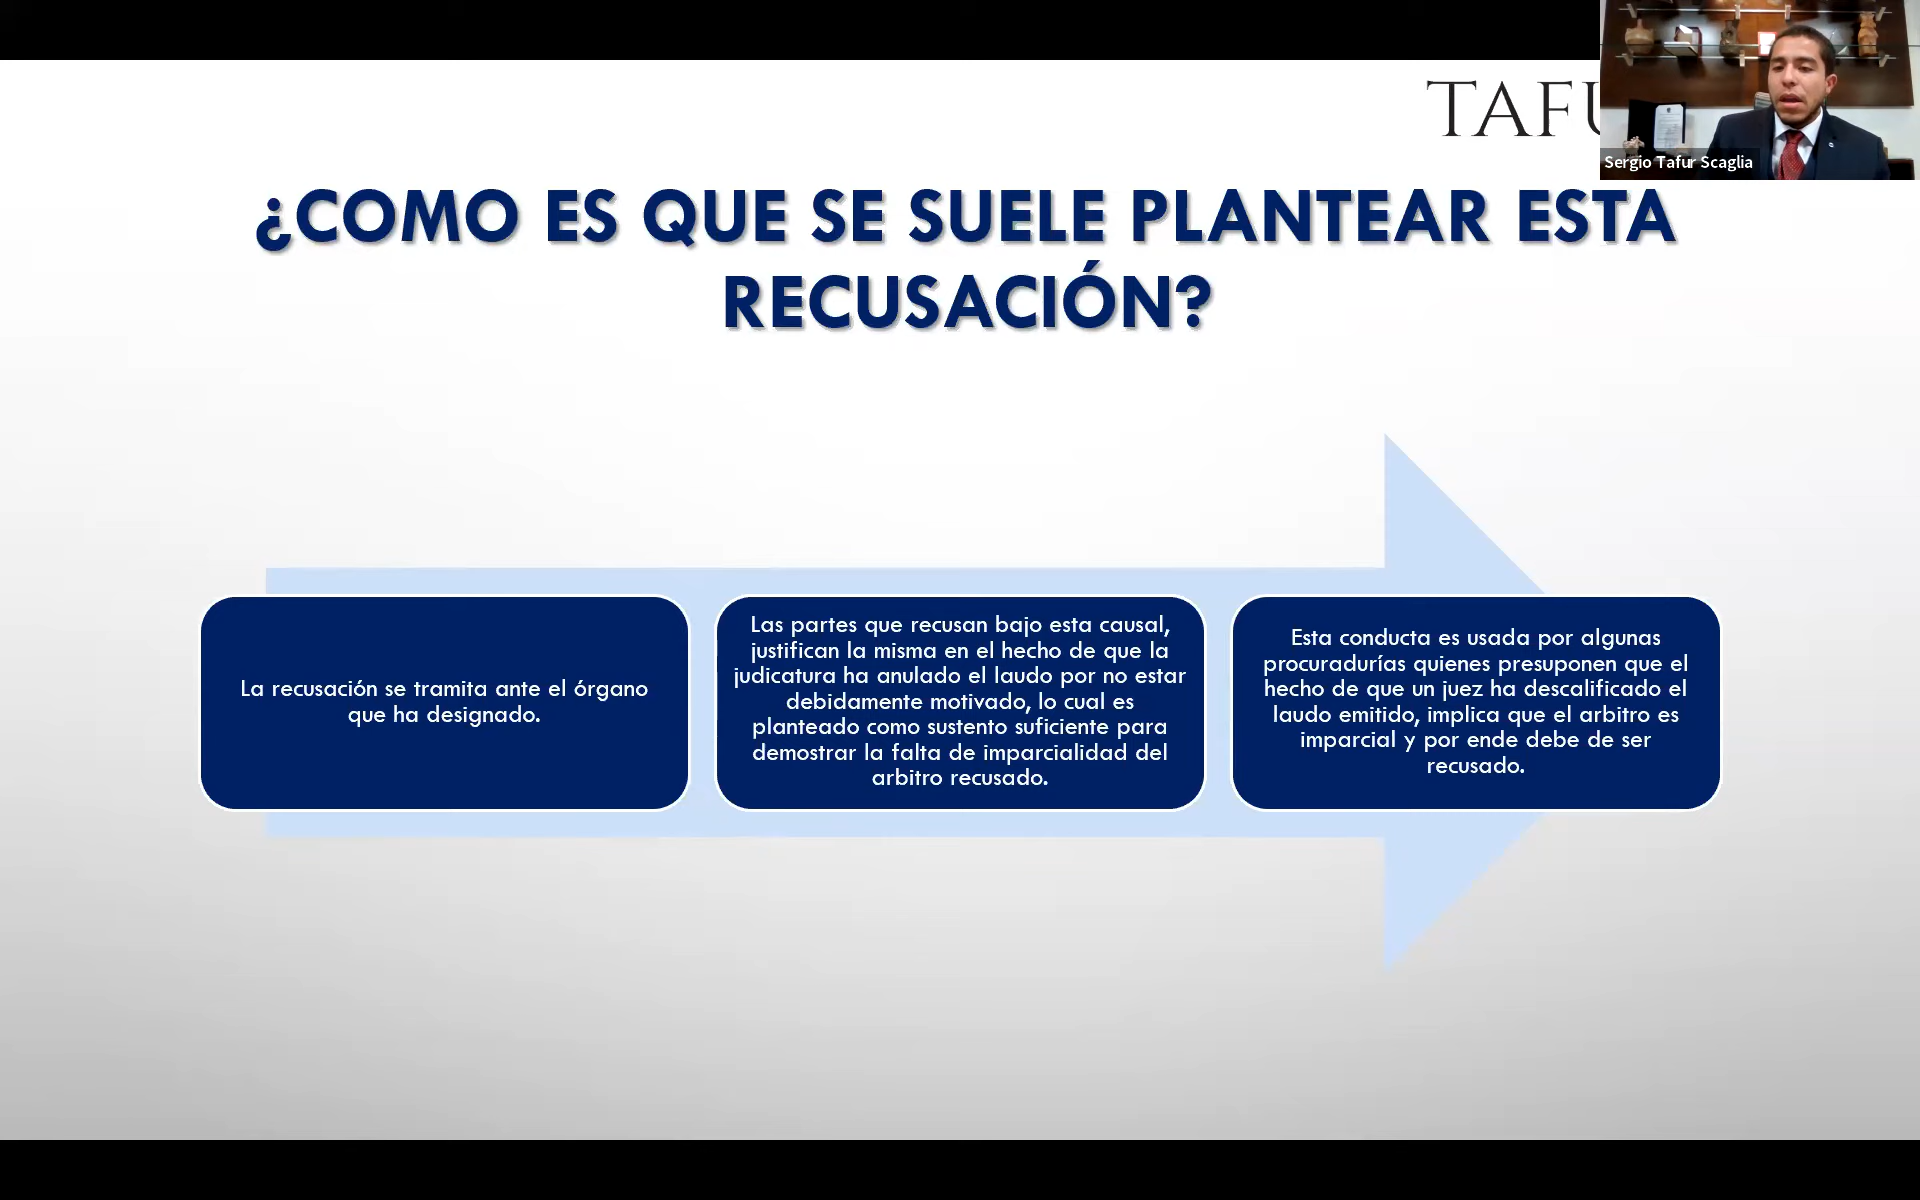 Sergio Tafur Scaglia
¿COMO ES QUE SE SUELE PLANTEAR ESTA
RECUSACIÓN?
La recusación se tramita ante el órgano
que ha designado.
Las partes que recusan bajo esta causal,
justifican la misma en el hecho de que la
judicatura ha anulado el laudo por no estar
debidamente motivado, lo cual es
planteado como sustento suficiente para
demostrar la falta de imparcialidad del
arbitro recusado.
Esta conducta es usada por algunas
procuradurías quienes presuponen que el
hecho de que un juez ha descalificado el
laudo emitido, implica que el arbitro es
imparcial y por ende debe de ser
recusado.